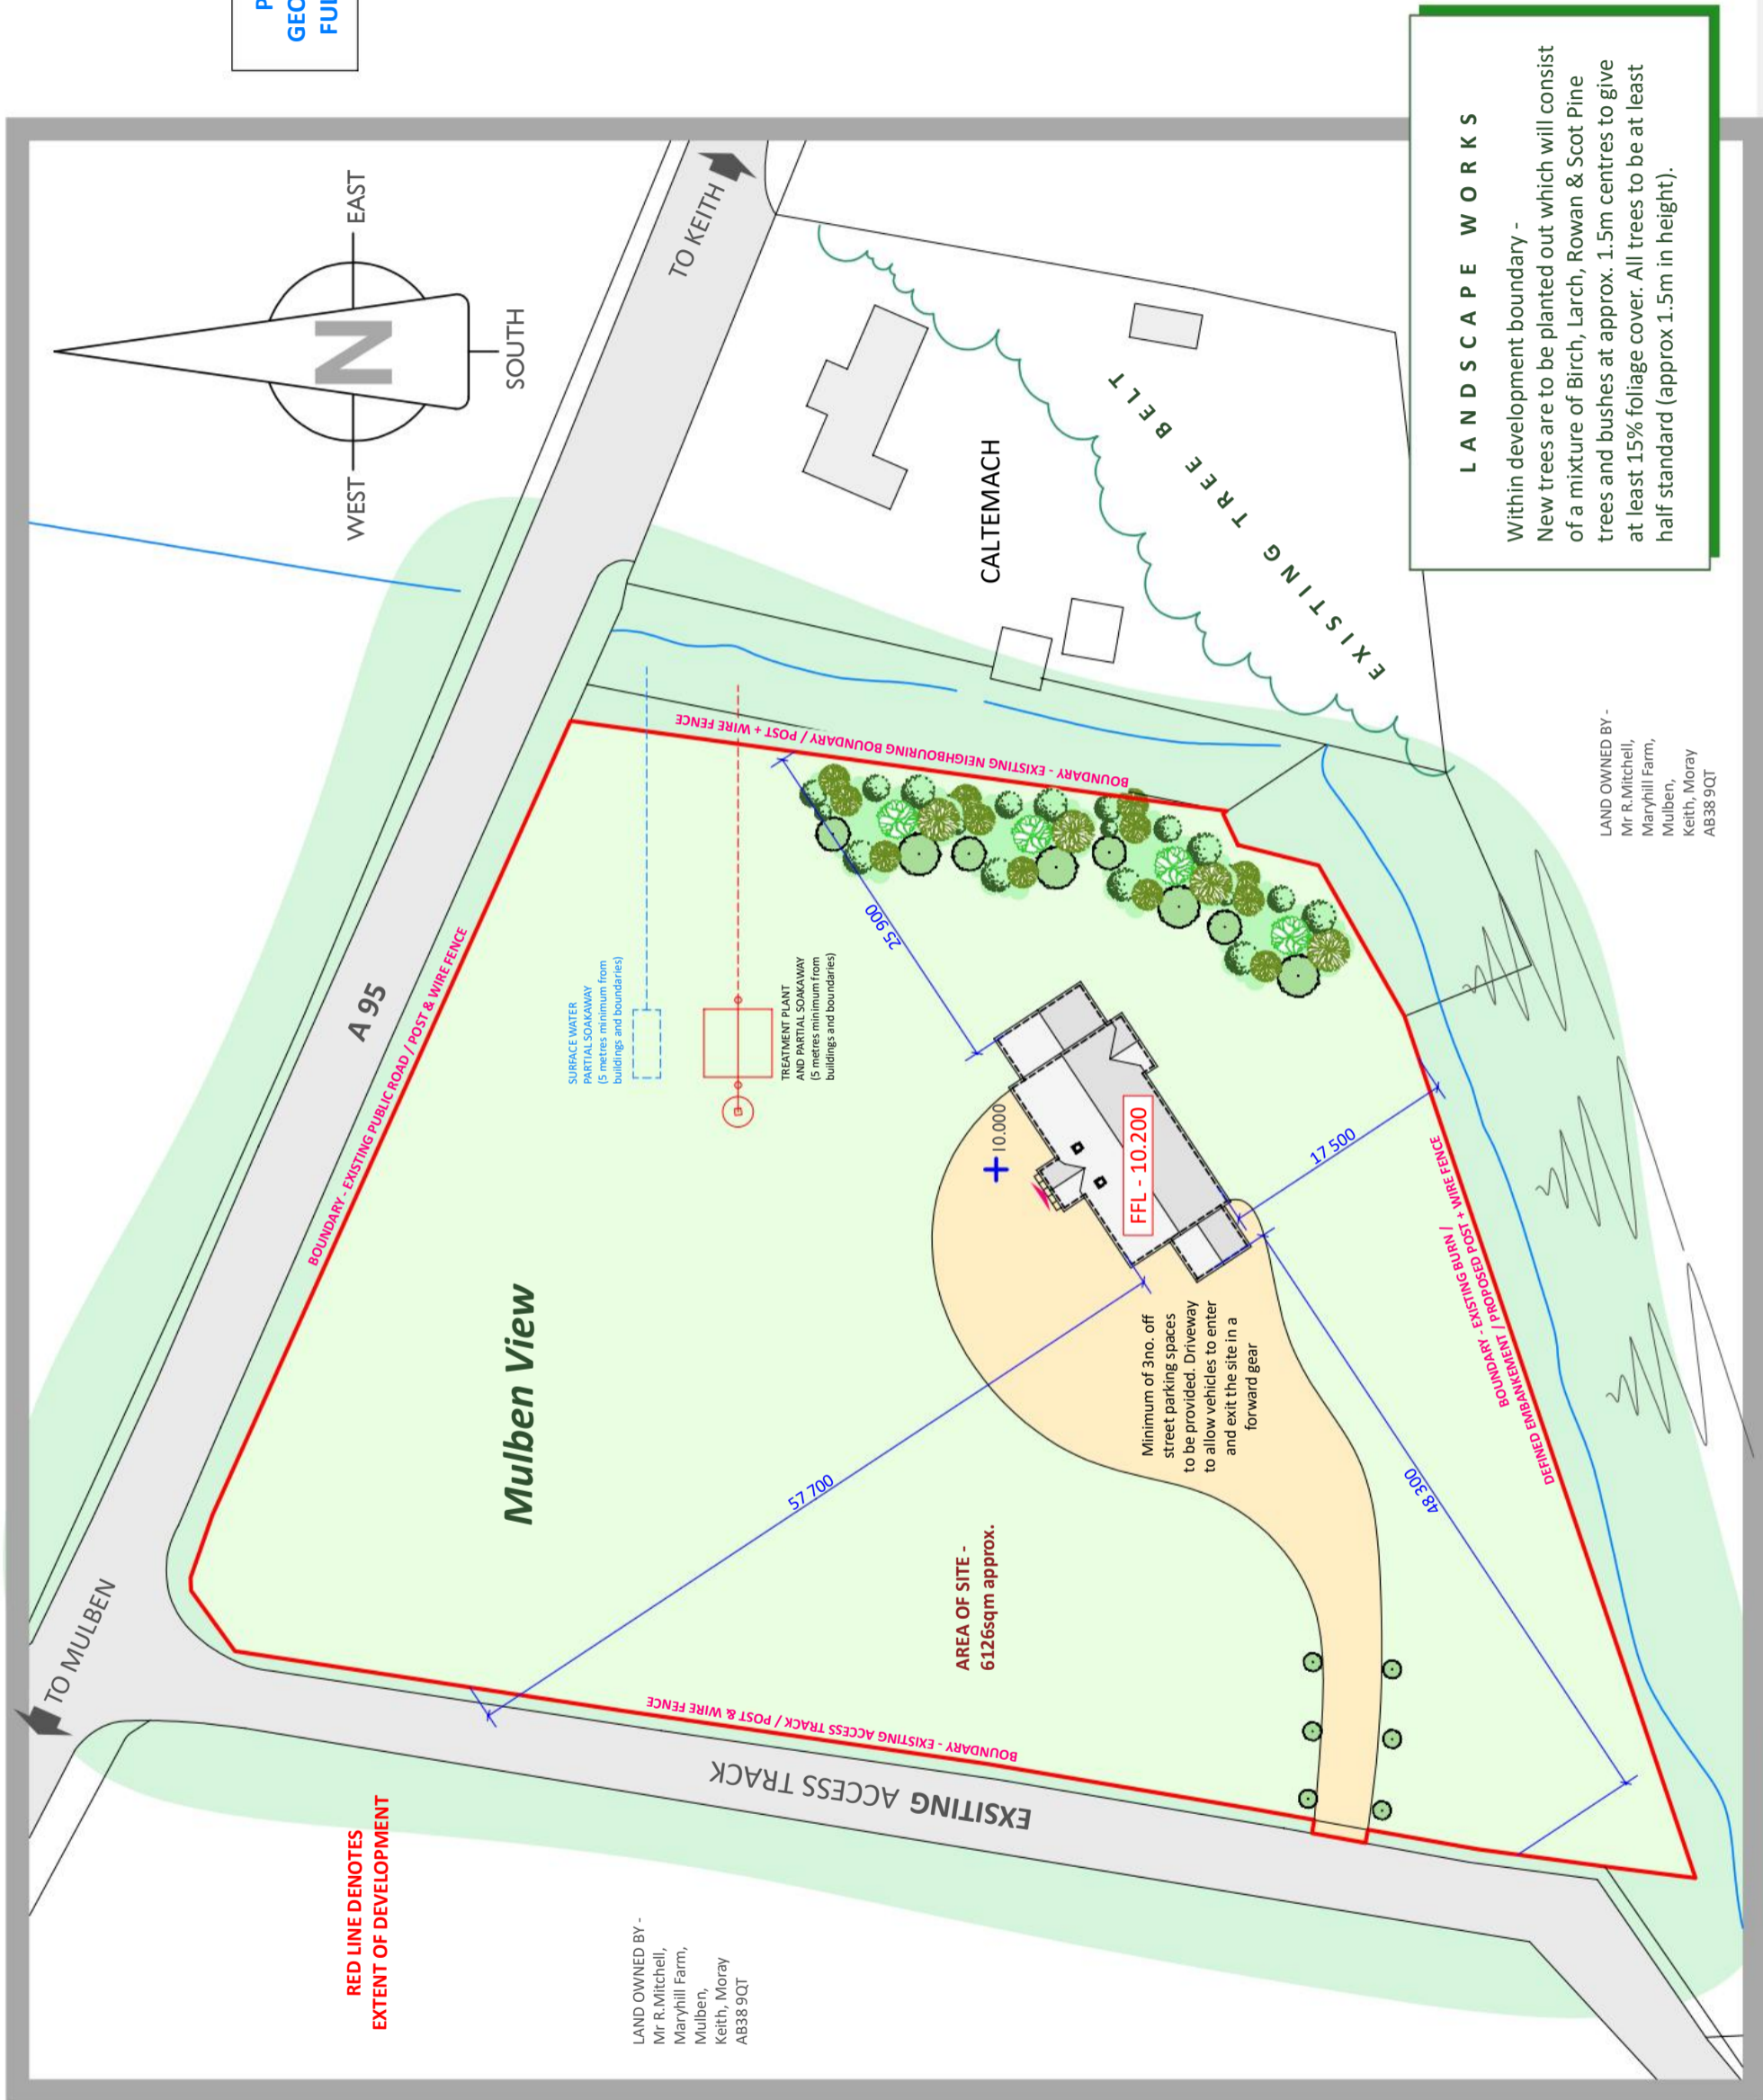 P
GEO
FUL
WEST
EAST
SOUTH
N
TO MULBEN
A 95
TO KEITH
BOUNDARY - EXISTING PUBLIC ROAD / POST & WIRE FENCE
RED LINE DENOTES
EXTENT OF DEVELOPMENT
Mulben View
SURFACE WATER
PARTIAL SOAKAWAY
(5 metres minimum from
buildings and boundaries)
TREATMENT PLANT
AND PARTIAL SOAKAWAY
(5 metres minimum from
buildings and boundaries)
BOUNDARY - EXISTING NEIGHBOURING BOUNDARY / POST + WIRE FENCE
LAND OWNED BY -
Mr R.Mitchell,
Maryhill Farm,
Mulben,
Keith, Moray
AB38 9QT
BOUNDARY - EXISTING ACCESS TRACK / POST & WIRE FENCE
EXSITING ACCESS TRACK
57 700
25 900
AREA OF SITE -
6126sqm approx.
10.000
CALTEMACH
FFL - 10.200
EXISTING TREE BELT
Minimum of 3no. off
street parking spaces
to be provided. Driveway
to allow vehicles to enter
and exit the site in a
forward gear
17 500
48 300
BOUNDARY - EXISTING BURN /
DEFINED EMBANKEMENT / PROPOSED POST + WIRE FENCE
LANDSCAPE WORKS
Within development boundary -
New trees are to be planted out which will consist
of a mixture of Birch, Larch, Rowan & Scot Pine
trees and bushes at approx. 1.5m centres to give
at least 15% foliage cover. All trees to be at least
half standard (approx 1.5m in height).
LAND OWNED BY -
Mr R.Mitchell,
Maryhill Farm,
Mulben,
Keith, Moray
AB38 9QT